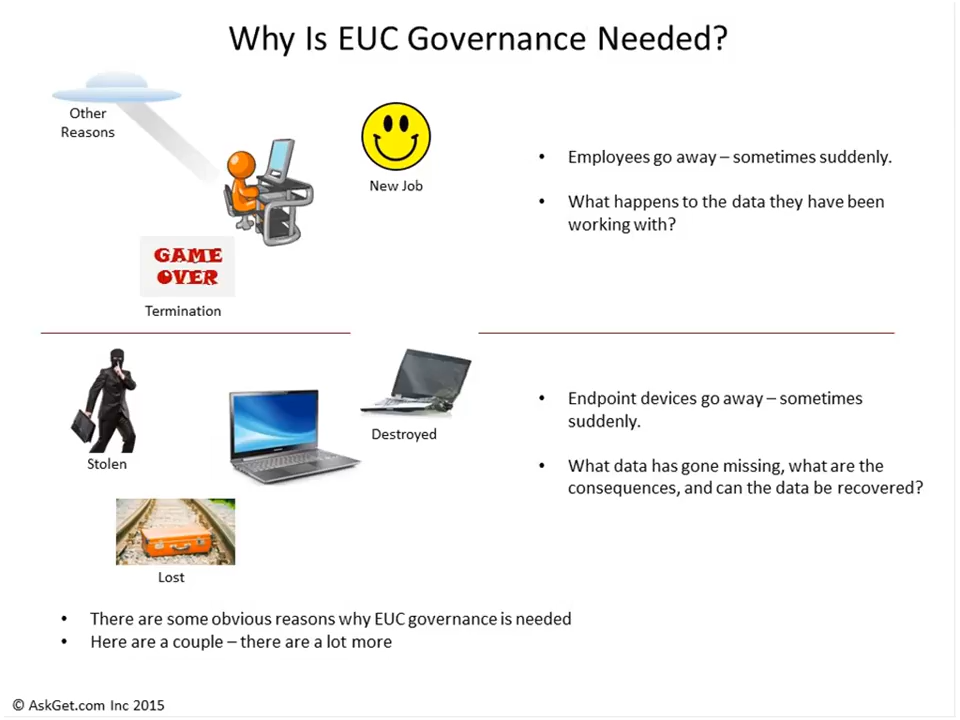 Why Is EUC Governance Needed?
Other
Reasons
New Job
GAME
OVER
Termination
• Employees go away – sometimes suddenly.
• What happens to the data they have been
working with?
Stolen
Destroyed
Lost
• Endpoint devices go away – sometimes
suddenly.
• What data has gone missing, what are the
consequences, and can the data be recovered?
• There are some obvious reasons why EUC governance is needed
• Here are a couple – there are a lot more
© AskGet.com Inc 2015